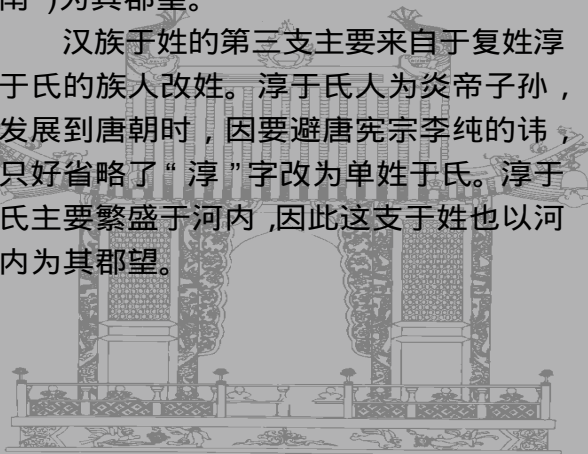 南")为其郡望。
汉族于姓的第三支主要来自于复姓淳
于氏的族人改姓。淳于氏人为炎帝子孙，
发展到唐朝时，因要避唐宪宗李纯的讳，
只好省略了“淳”字改为单姓于氏。淳于
氏主要繁盛于河内,因此这支于姓也以河
内为其郡望。